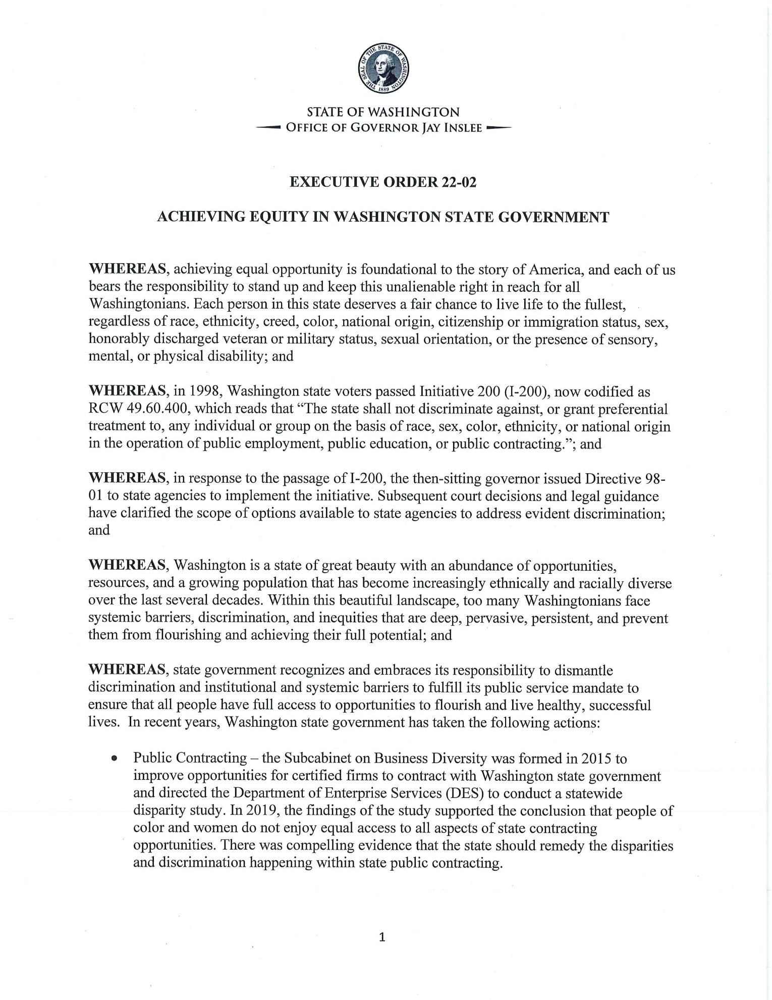 THE SEAL OF THE STATE OF WASHINGTON
1889
STATE OF WASHINGTON
OFFICE OF GOVERNOR JAY INSLEE
EXECUTIVE ORDER 22-02
ACHIEVING EQUITY IN WASHINGTON STATE GOVERNMENT
WHEREAS, achieving equal opportunity is foundational to the story of America, and each of us
bears the responsibility to stand up and keep this unalienable right in reach for all
Washingtonians. Each person in this state deserves a fair chance to live life to the fullest,
regardless of race, ethnicity, creed, color, national origin, citizenship or immigration status, sex,
honorably discharged veteran or military status, sexual orientation, or the presence of sensory,
mental, or physical disability; and
WHEREAS, in 1998, Washington state voters passed Initiative 200 (I-200), now codified as
RCW 49.60.400, which reads that “The state shall not discriminate against, or grant preferential
treatment to, any individual or group on the basis of race, sex, color, ethnicity, or national origin
in the operation of public employment, public education, or public contracting.”; and
WHEREAS, in response to the passage of I-200, the then-sitting governor issued Directive 98-
01 to state agencies to implement the initiative. Subsequent court decisions and legal guidance
have clarified the scope of options available to state agencies to address evident discrimination;
and
WHEREAS, Washington is a state of great beauty with an abundance of opportunities,
resources, and a growing population that has become increasingly ethnically and racially diverse
over the last several decades. Within this beautiful landscape, too many Washingtonians face
systemic barriers, discrimination, and inequities that are deep, pervasive, persistent, and prevent
them from flourishing and achieving their full potential; and
WHEREAS, state government recognizes and embraces its responsibility to dismantle
discrimination and institutional and systemic barriers to fulfill its public service mandate to
ensure that all people have full access to opportunities to flourish and live healthy, successful
lives.  In recent years, Washington state government has taken the following actions:
• Public Contracting – the Subcabinet on Business Diversity was formed in 2015 to
improve opportunities for certified firms to contract with Washington state government
and directed the Department of Enterprise Services (DES) to conduct a statewide
disparity study. In 2019, the findings of the study supported the conclusion that people of
color and women do not enjoy equal access to all aspects of state contracting
opportunities. There was compelling evidence that the state should remedy the disparities
and discrimination happening within state public contracting.
1